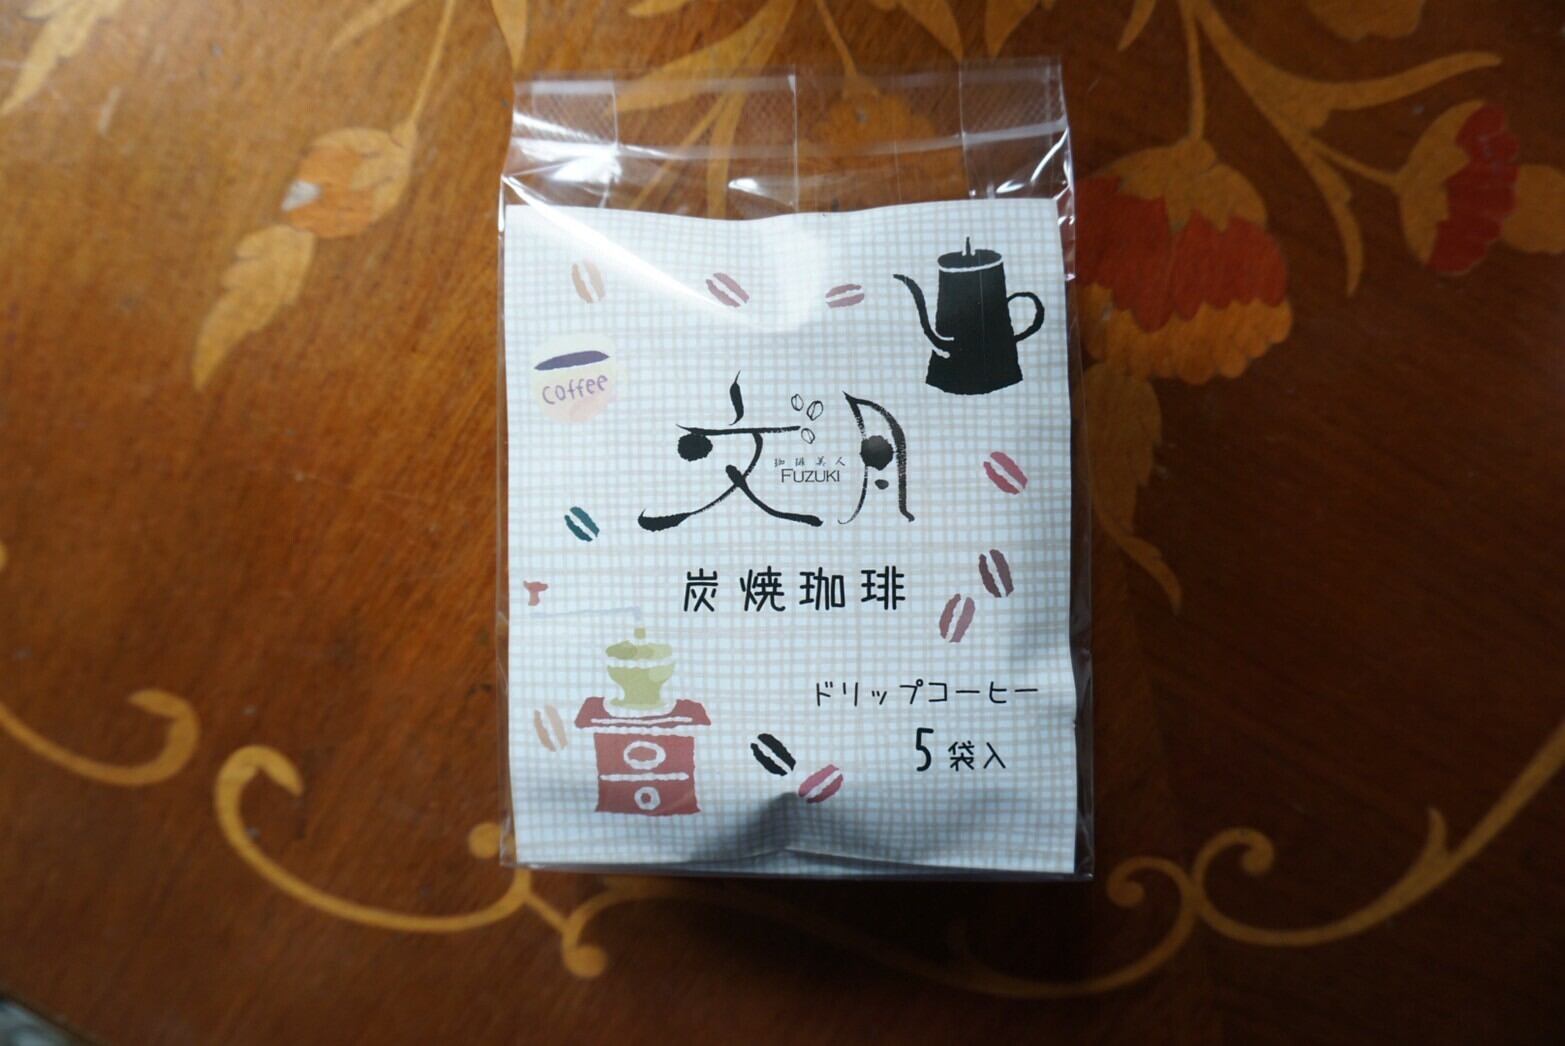 coffee
文月
珈琲美人
FUZUKI
炭焼珈琲
ドリップコーヒー
5袋入